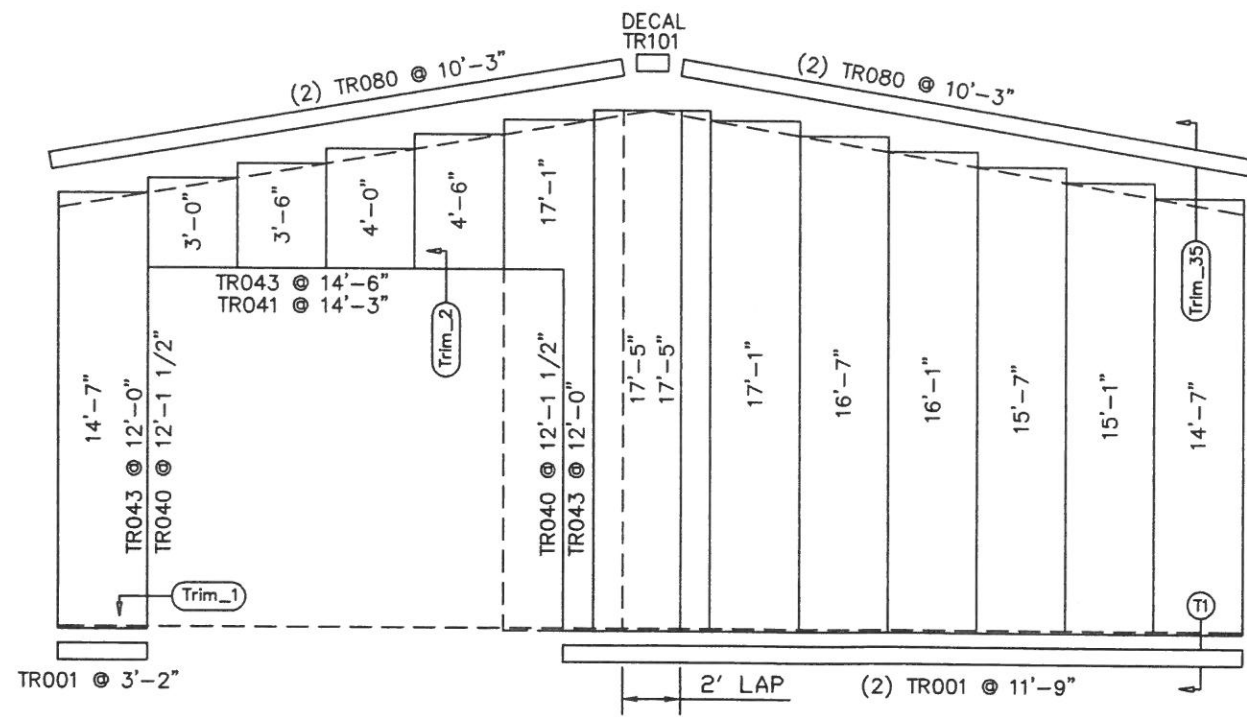 DECAL
TR101
(2) TR080 @ 10'-3"
(2) TR080 @ 10'-3"
14'-7"
3'-0"
3'-6"
4'-0"
4'-6"
17'-1"
17'-5"
17'-5"
17'-1"
16'-7"
16'-1"
15'-7"
15'-1"
14'-7"
TR043 @ 14'-6"
TR041 @ 14'-3"
Trim_2
Trim_35
TR043 @ 12'-0"
TR040 @ 12'-1 1/2"
TR040 @ 12'-1 1/2"
TR043 @ 12'-0"
Trim_1
T1
TR001 @ 3'-2"
2' LAP
(2) TR001 @ 11'-9"